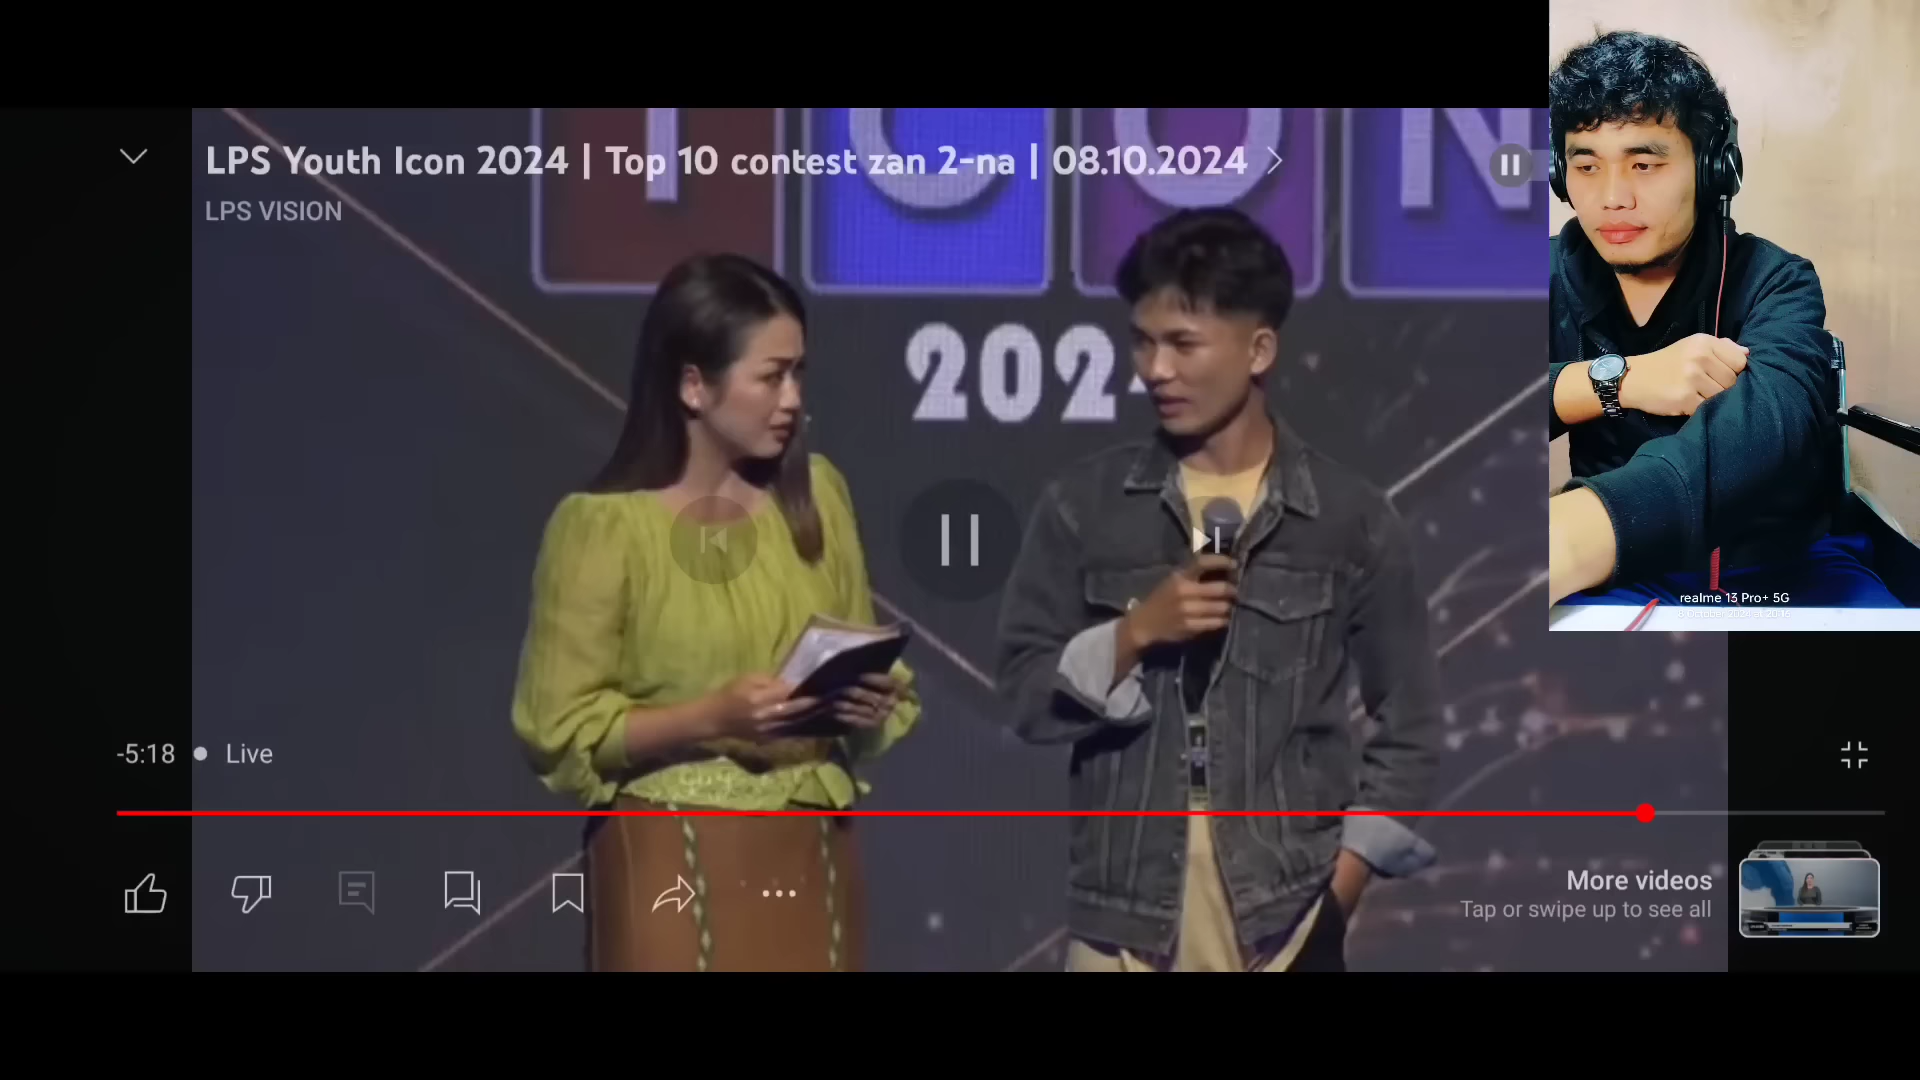 ICON
LPS Youth Icon 2024 | Top 10 contest zan 2-na | 08.10.2024
LPS VISION
202
-5:18
Live
More videos
Tap or swipe up to see all
realme 13 Pro+ 5G